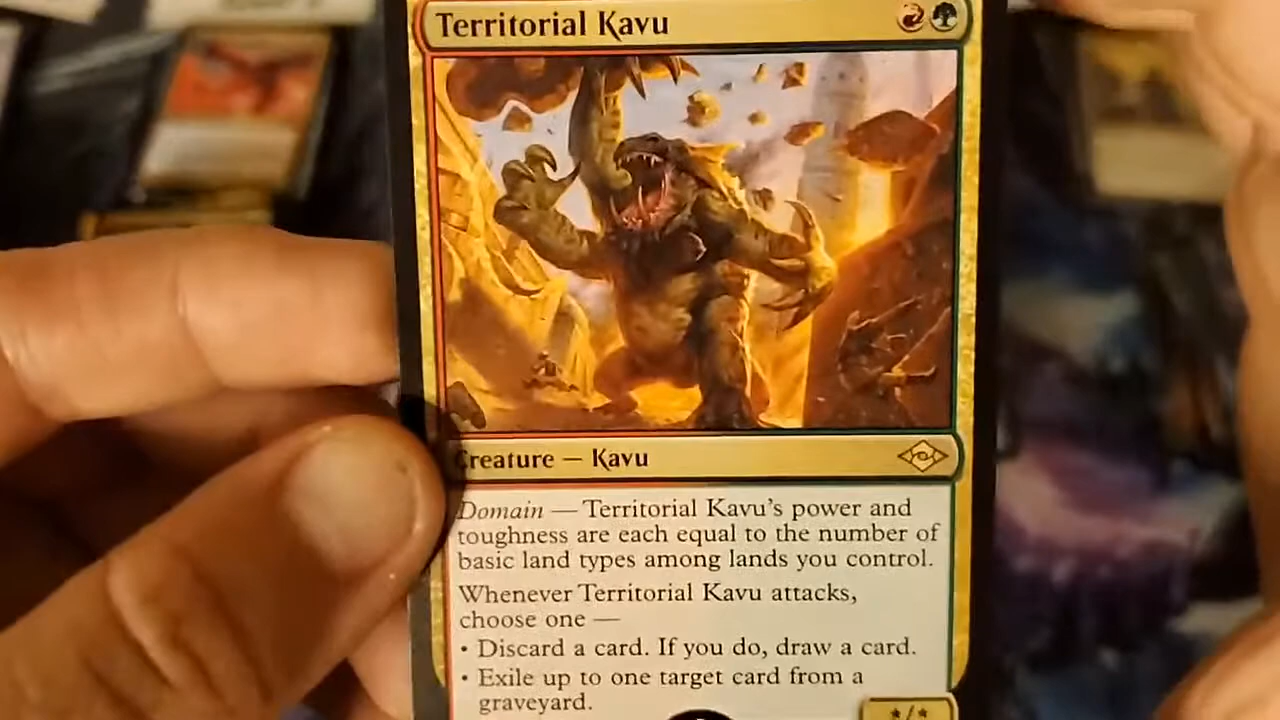 Territorial Kavu
Creature — Kavu
Domain — Territorial Kavu's power and
toughness are each equal to the number of
basic land types among lands you control.
Whenever Territorial Kavu attacks,
choose one —
• Discard a card. If you do, draw a card.
• Exile up to one target card from a
graveyard.
*/*